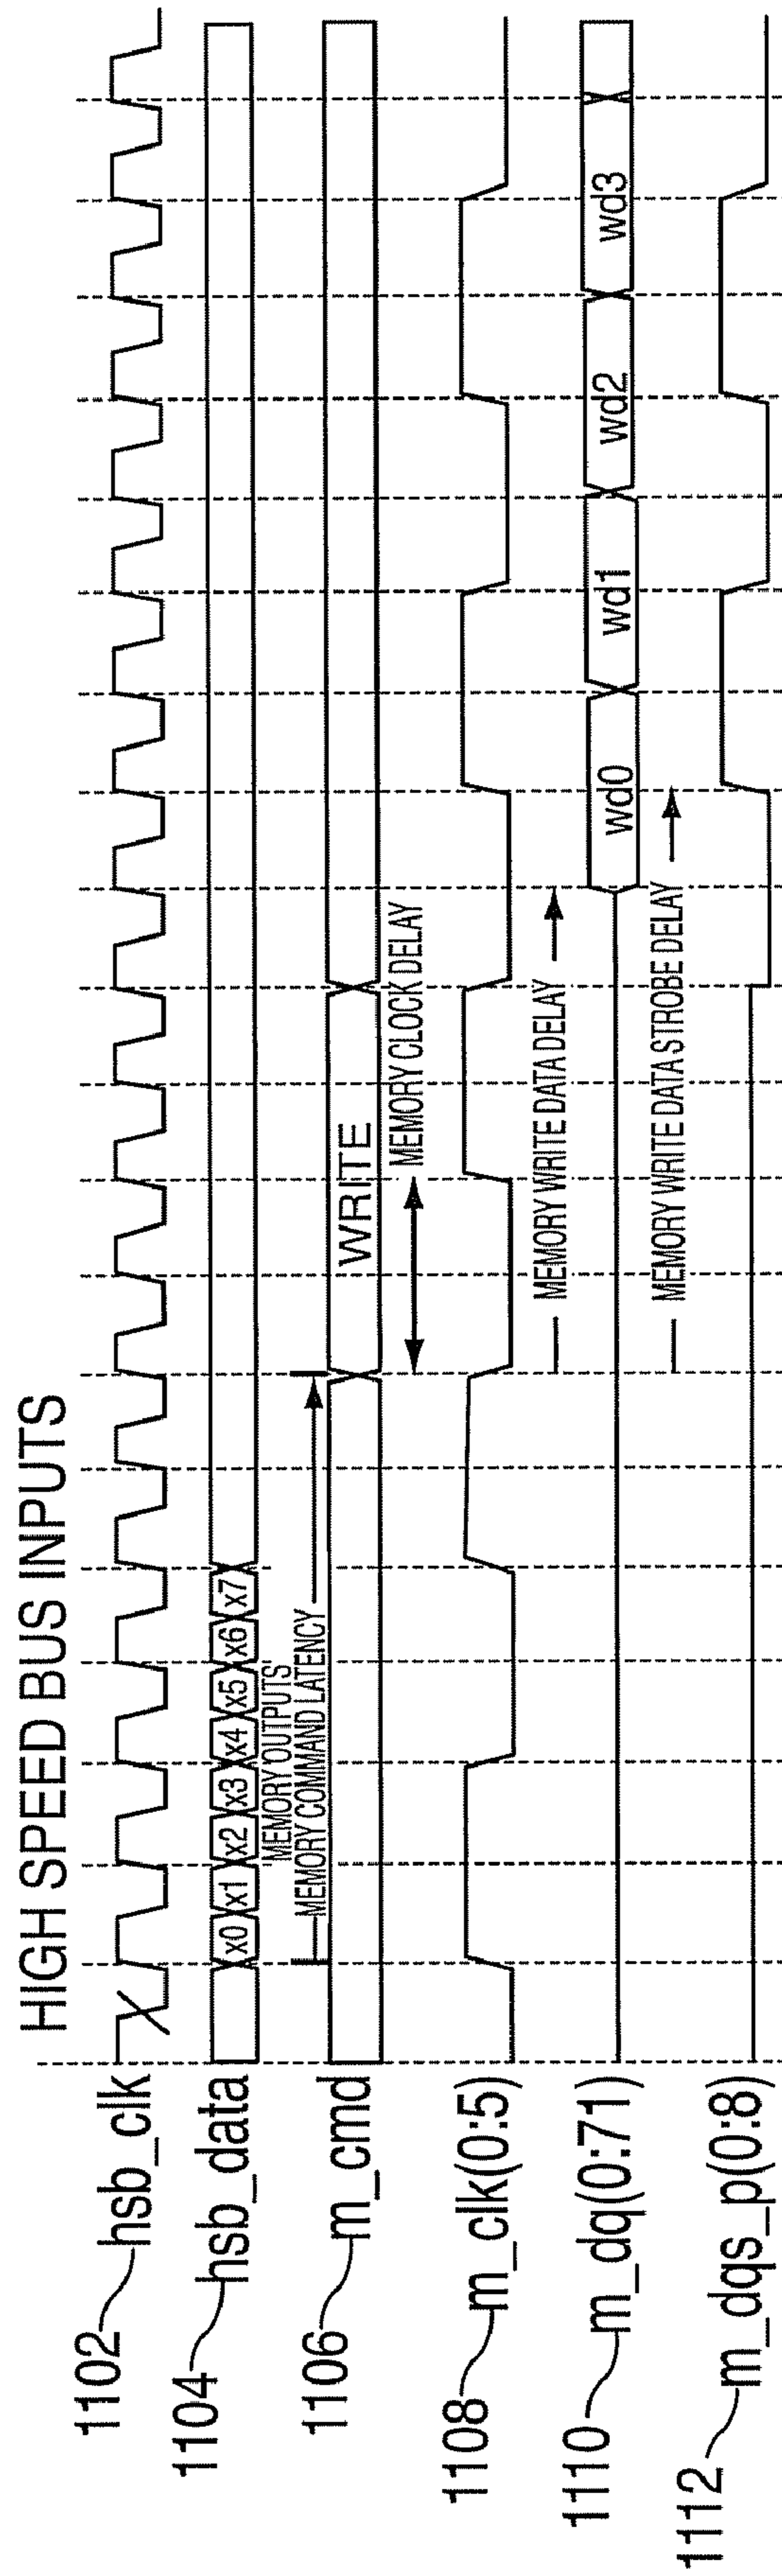 HIGH SPEED BUS INPUTS
1102 hsb_clk
1104 hsb_data x0 x1 x2 x3 x4 x5 x6 x7
MEMORY OUTPUTS
MEMORY COMMAND LATENCY
1106 m_cmd WRITE
MEMORY CLOCK DELAY
1108 m_clk(0:5)
MEMORY WRITE DATA DELAY
1110 m_dq(0:71) wd0 wd1 wd2 wd3
MEMORY WRITE DATA STROBE DELAY
1112 m_dqs_p(0:8)